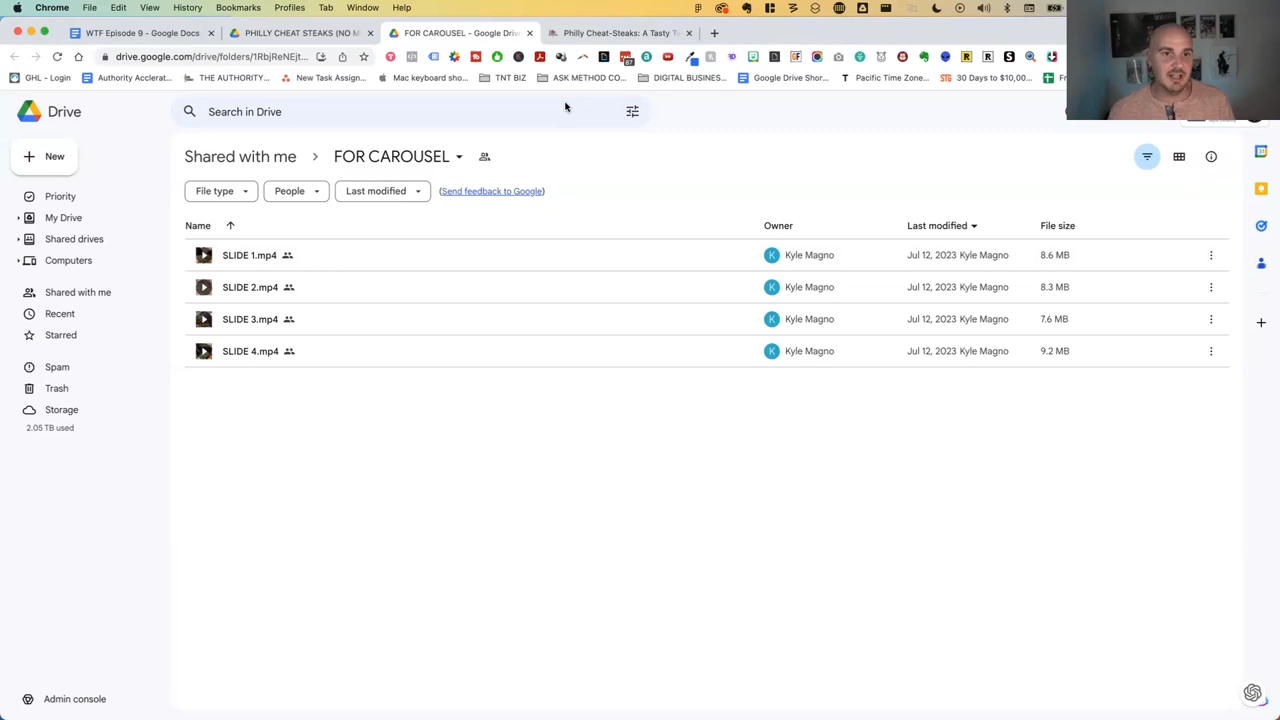 Chrome File Edit View History Bookmarks Profiles Tab Window Help
WTF Episode 9 - Google Docs
PHILLY CHEAT STEAKS (NO M
FOR CAROUSEL - Google Driv
Philly Cheat-Steaks: A Tasty T
drive.google.com/drive/folders/1RbjReNEjt...
GHL - Login
Authority Acclerat...
THE AUTHORITY...
New Task Assign...
Mac keyboard sho...
TNT BIZ
ASK METHOD CO...
DIGITAL BUSINES...
Google Drive Shor...
Pacific Time Zone...
30 Days to $10,00...
Drive
Search in Drive
New
Shared with me
FOR CAROUSEL
File type
People
Last modified
(Send feedback to Google)
Priority
My Drive
Shared drives
Computers
Shared with me
Recent
Starred
Spam
Trash
Storage
2.05 TB used
Admin console
Name Owner Last modified File size
SLIDE 1.mp4 K Kyle Magno Jul 12, 2023 Kyle Magno 8.6 MB
SLIDE 2.mp4 K Kyle Magno Jul 12, 2023 Kyle Magno 8.3 MB
SLIDE 3.mp4 K Kyle Magno Jul 12, 2023 Kyle Magno 7.6 MB
SLIDE 4.mp4 K Kyle Magno Jul 12, 2023 Kyle Magno 9.2 MB